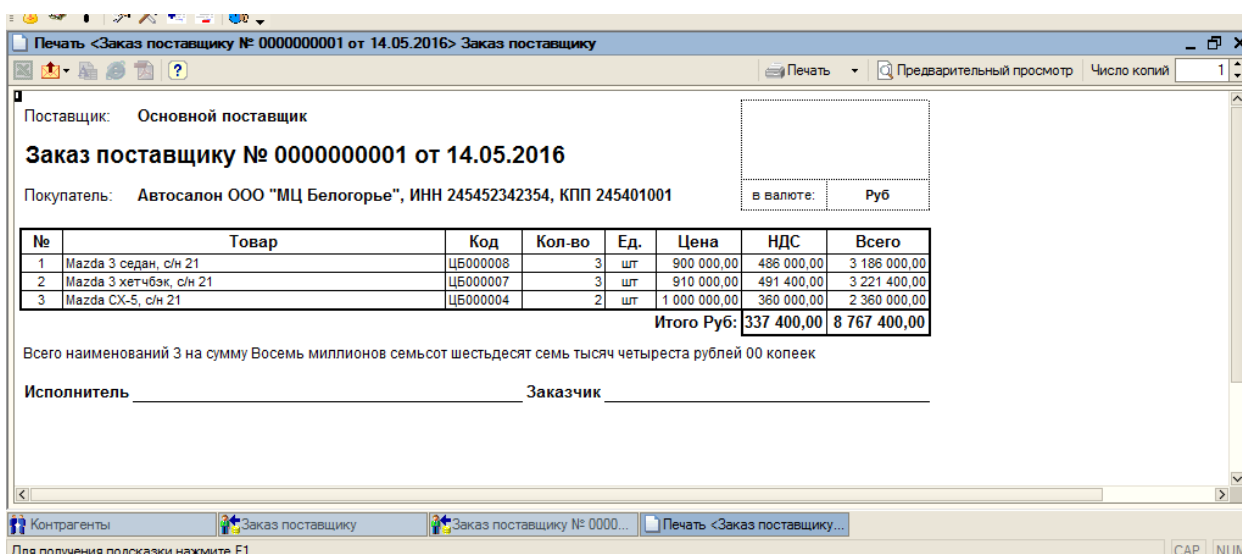 Печать <Заказ поставщику № 0000000001 от 14.05.2016> Заказ поставщику
Печать Предварительный просмотр Число копий 1
Поставщик: Основной поставщик
Заказ поставщику № 0000000001 от 14.05.2016
Покупатель: Автосалон ООО "МЦ Белогорье", ИНН 245452342354, КПП 245401001 в валюте: Руб
№ Товар Код Кол-во Ед. Цена НДС Всего
1 Mazda 3 седан, с/н 21 ЦБ000008 3 шт 900 000,00 486 000,00 3 186 000,00
2 Mazda 3 хетчбэк, с/н 21 ЦБ000007 3 шт 910 000,00 491 400,00 3 221 400,00
3 Mazda CX-5, с/н 21 ЦБ000004 2 шт 1 000 000,00 360 000,00 2 360 000,00
Итого Руб: 337 400,00 8 767 400,00
Всего наименований 3 на сумму Восемь миллионов семьсот шестьдесят семь тысяч четыреста рублей 00 копеек
Исполнитель Заказчик
Контрагенты Заказ поставщику Заказ поставщику № 0000... Печать <Заказ поставщику...
Для получения подсказки нажмите F1 CAP NUM